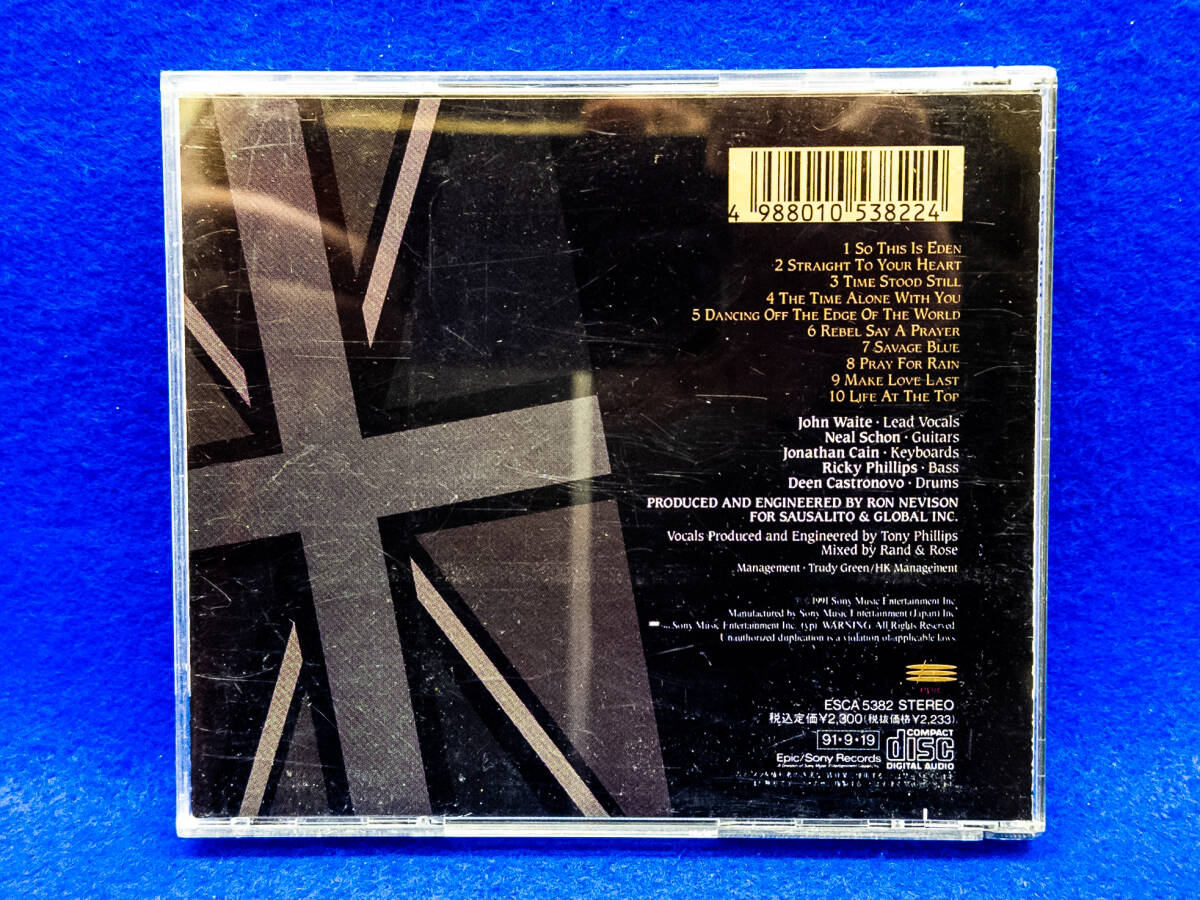 4 988010 538224
1 So This Is Eden
2 Straight To Your Heart
3 Time Stood Still
4 The Time Alone With You
5 Dancing Off The Edge Of The World
6 Rebel Say A Prayer
7 Savage Blue
8 Pray For Rain
9 Make Love Last
10 Life At The Top
John Waite · Lead Vocals
Neal Schon · Guitars
Jonathan Cain · Keyboards
Ricky Phillips · Bass
Deen Castronovo · Drums
PRODUCED AND ENGINEERED BY RON NEVISON
FOR SAUSALITO & GLOBAL INC.
Vocals Produced and Engineered by Tony Phillips
Mixed by Rand & Rose
Management · Trudy Green/HK Management
1991 Sony Music Entertainment Inc
Manufactured by Sony Music Entertainment (Japan) Inc
Sony Music Entertainment Inc. WARNING All Rights Reserved
Unauthorized duplication is a violation of applicable laws
epic
ESCA 5382 STEREO
税込定価¥2,300(税抜価格¥2,233)
91·9·19
COMPACT
disc
DIGITAL AUDIO
Epic/Sony Records